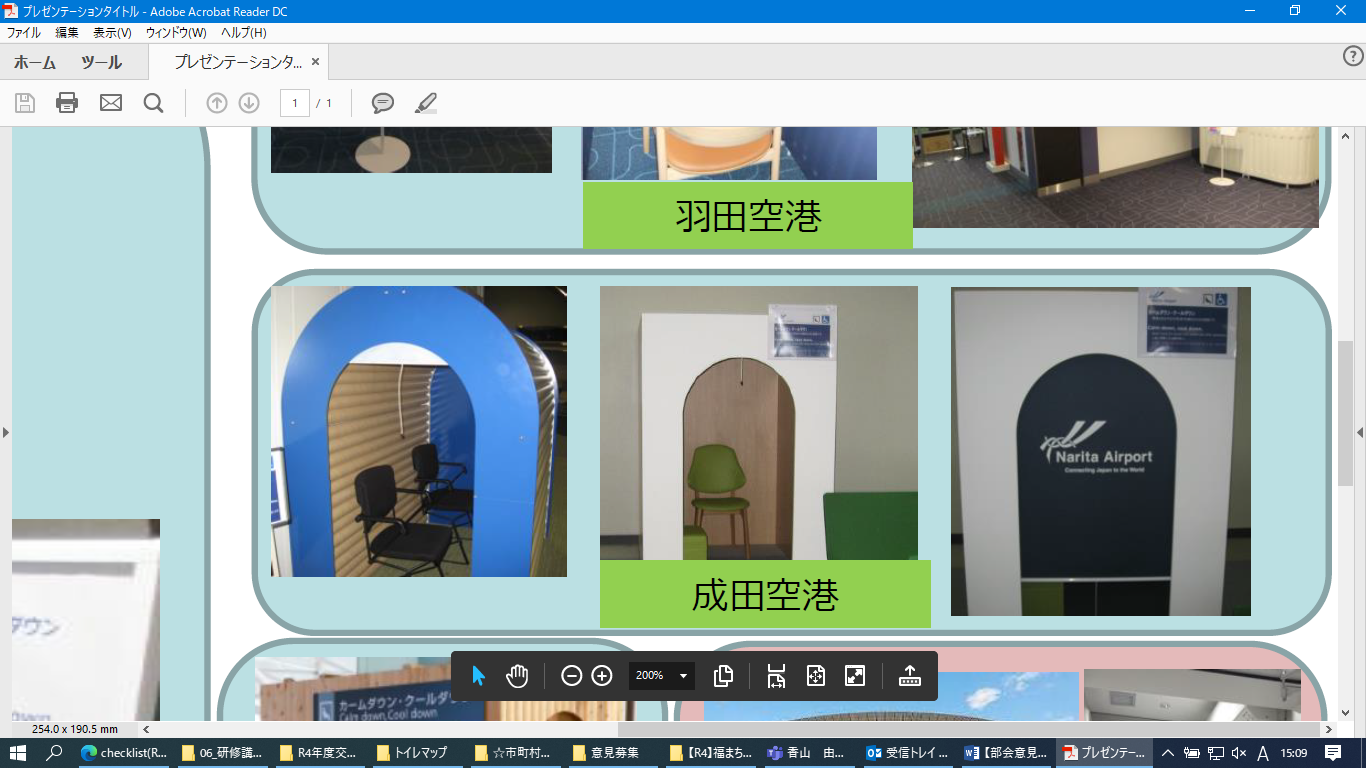 プレゼンテーションタイトル - Adobe Acrobat Reader DC
ファイル 編集 表示(V) ウィンドウ(W) ヘルプ(H)
ホーム ツール プレゼンテーションタ... ×
1 / 1
羽田空港
Narita Airport
Connecting Japan to the World
成田空港
ダウン
カームダウン・クールダウ
Calm down,Cool down
200%
254.0 x 190.5 mm
checklist(R... 06_研修議... R4年度交... トイレマップ ☆市町村... 意見募集 【R4】福まち... 香山 由... 受信トレイ ... 【部会意見... プレゼンテー... A 15:09